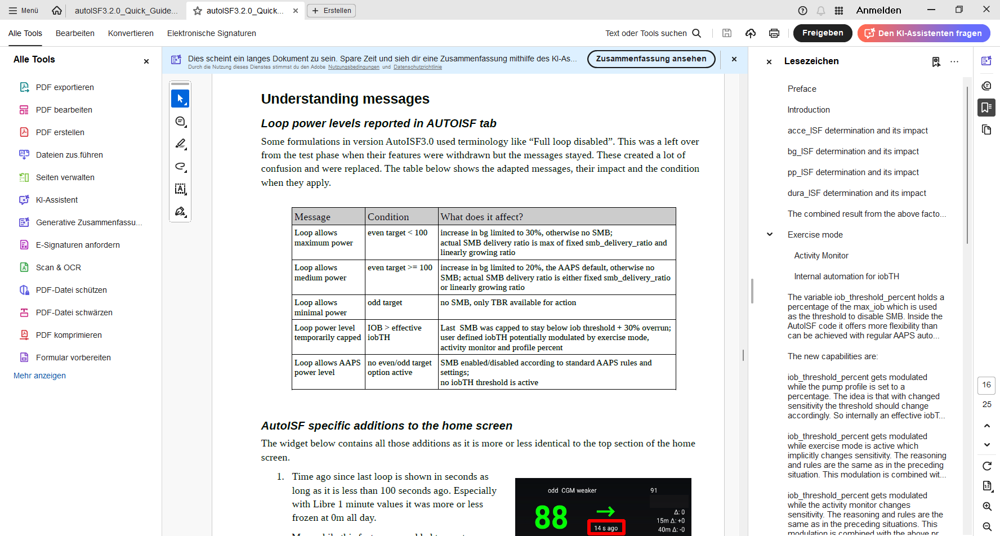 Menü
autoISF3.2.0_Quick_Guide...
autoISF3.2.0_Quick...
Erstellen
Anmelden
Alle Tools
Bearbeiten
Konvertieren
Elektronische Signaturen
Text oder Tools suchen
Freigeben
Den KI-Assistenten fragen
Alle Tools
PDF exportieren
PDF bearbeiten
PDF erstellen
Dateien zus.führen
Seiten verwalten
KI-Assistent
Generative Zusammenfassu...
E-Signaturen anfordern
Scan & OCR
PDF-Datei schützen
PDF-Datei schwärzen
PDF komprimieren
Formular vorbereiten
Mehr anzeigen
Dies scheint ein langes Dokument zu sein. Spare Zeit und sieh dir eine Zusammenfassung mithilfe des KI-As...
Durch die Nutzung dieses Dienstes stimmst du den Adobe Nutzungsbedingungen und Datenschutzrichtlinie
Zusammenfassung ansehen
Understanding messages
Loop power levels reported in AUTOISF tab
Some formulations in version AutoISF3.0 used terminology like “Full loop disabled”. This was a left over
from the test phase when their features were withdrawn but the messages stayed. These created a lot of
confusion and were replaced. The table below shows the adapted messages, their impact and the condition
when they apply.
Message
Condition
What does it affect?
Loop allows
maximum power
even target < 100
increase in bg limited to 30%, otherwise no SMB;
actual SMB delivery ratio is max of fixed smb_delivery_ratio and
linearly growing ratio
Loop allows
medium power
even target >= 100
increase in bg limited to 20%, the AAPS default, otherwise no
SMB; actual SMB delivery ratio is either fixed smb_delivery_ratio
or linearly growing ratio
Loop allows
minimal power
odd target
no SMB, only TBR available for action
Loop power level
temporarily capped
IOB > effective
iobTH
Last  SMB was capped to stay below iob threshold + 30% overrun;
user defined iobTH potentially modulated by exercise mode,
activity monitor and profile percent
Loop allows AAPS
power level
no even/odd target
option active
SMB enabled/disabled according to standard AAPS rules and
settings;
no iobTH threshold is active
AutoISF specific additions to the home screen
The widget below contains all those additions as it is more or less identical to the top section of the home
screen.
1. Time ago since last loop is shown in seconds as
long as it is less than 100 seconds ago. Especially
with Libre 1 minute values it was more or less
frozen at 0m all day.
odd CGM weaker
91
88
14 s ago
Δ: 0
15m Δ: +0
40m Δ: -0
Lesezeichen
Preface
Introduction
acce_ISF determination and its impact
bg_ISF determination and its impact
pp_ISF determination and its impact
dura_ISF determination and its impact
The combined result from the above facto...
Exercise mode
Activity Monitor
Internal automation for iobTH
The variable iob_threshold_percent holds a
percentage of the max_iob which is used
as the threshold to disable SMB. Inside the
AutoISF code it offers more flexibility than
can be achieved with regular AAPS auto...
The new capabilities are:
iob_threshold_percent gets modulated
while the pump profile is set to a
percentage. The idea is that with changed
sensitivity the threshold should change
accordingly. So internally an effective iobT...
iob_threshold_percent gets modulated
while exercise mode is active which
implicitly changes sensitivity. The reasoning
and rules are the same as in the preceding
situation. This modulation is combined wit...
iob_threshold_percent gets modulated
while the activity monitor changes
sensitivity. The reasoning and rules are the
same as in the preceding situations. This
modulation is combined with the above pr
16
25